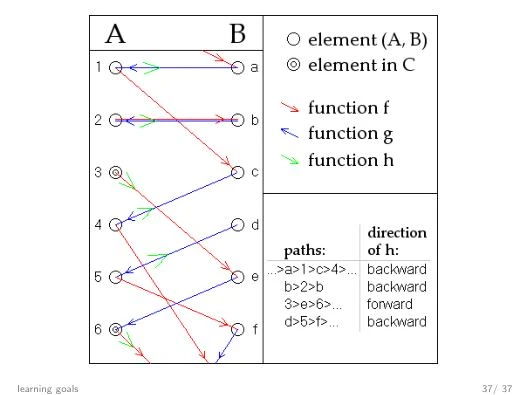 A B
element (A, B)
element in C
function f
function g
function h
1 a
2 b
3 c
4 d
5 e
6 f
paths: direction of h:
...>a>1>c>4>... backward
b>2>b backward
3>e>6>... forward
d>5>f>... backward
learning goals 37/ 37